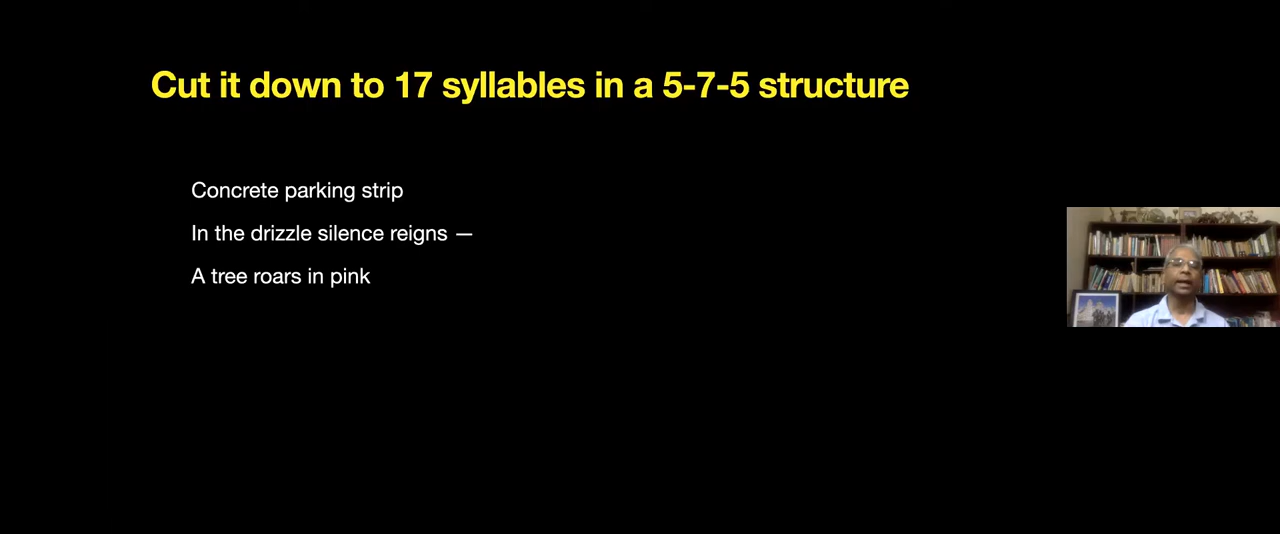 Cut it down to 17 syllables in a 5-7-5 structure
Concrete parking strip
In the drizzle silence reigns —
A tree roars in pink